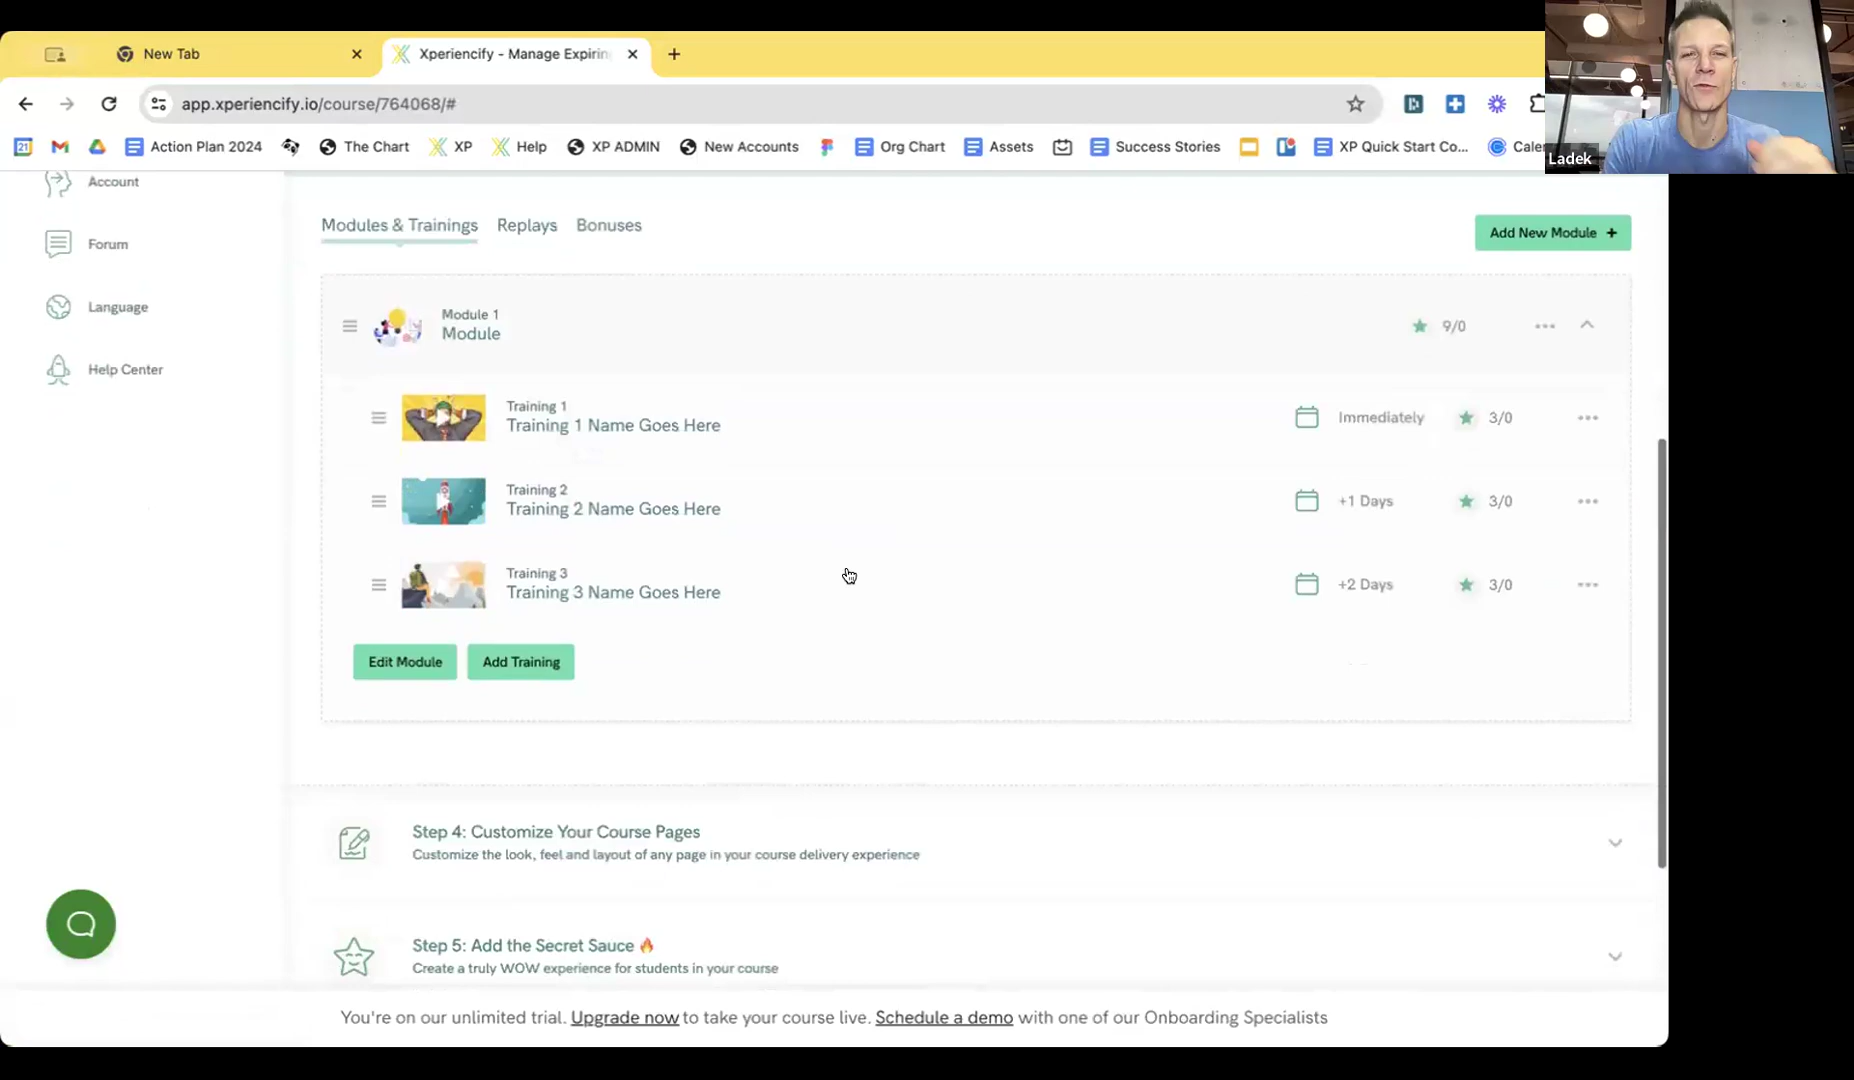 New Tab
Xperiencify - Manage Expirin
app.xperiencify.io/course/764068/#
21
Action Plan 2024
The Chart
XP
Help
XP ADMIN
New Accounts
Org Chart
Assets
Success Stories
XP Quick Start Co...
Caler
Ladek
Account
Forum
Language
Help Center
Modules & Trainings
Replays
Bonuses
Add New Module +
Module 1
Module
9/0
Training 1
Training 1 Name Goes Here
Immediately
3/0
Training 2
Training 2 Name Goes Here
+1 Days
3/0
Training 3
Training 3 Name Goes Here
+2 Days
3/0
Edit Module
Add Training
Step 4: Customize Your Course Pages
Customize the look, feel and layout of any page in your course delivery experience
Step 5: Add the Secret Sauce 🔥
Create a truly WOW experience for students in your course
You're on our unlimited trial. Upgrade now to take your course live. Schedule a demo with one of our Onboarding Specialists